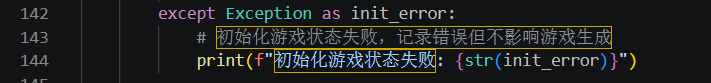 142 except Exception as init_error:
143 # 初始化游戏状态失败，记录错误但不影响游戏生成
144 print(f"初始化游戏状态失败: {str(init_error)}")